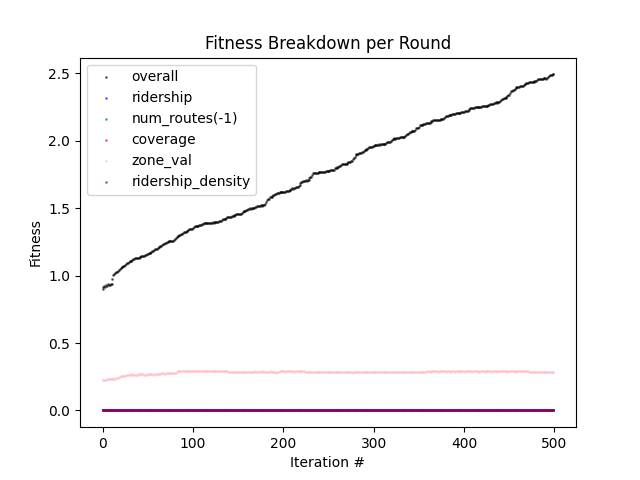 Fitness Breakdown per Round
overall
ridership
num_routes(-1)
coverage
zone_val
ridership_density
2.5
2.0
1.5
1.0
0.5
0.0
Fitness
0 100 200 300 400 500
Iteration #